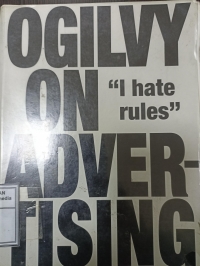 OGILVY
ON
"I hate
rules"
ADVER-
TISING